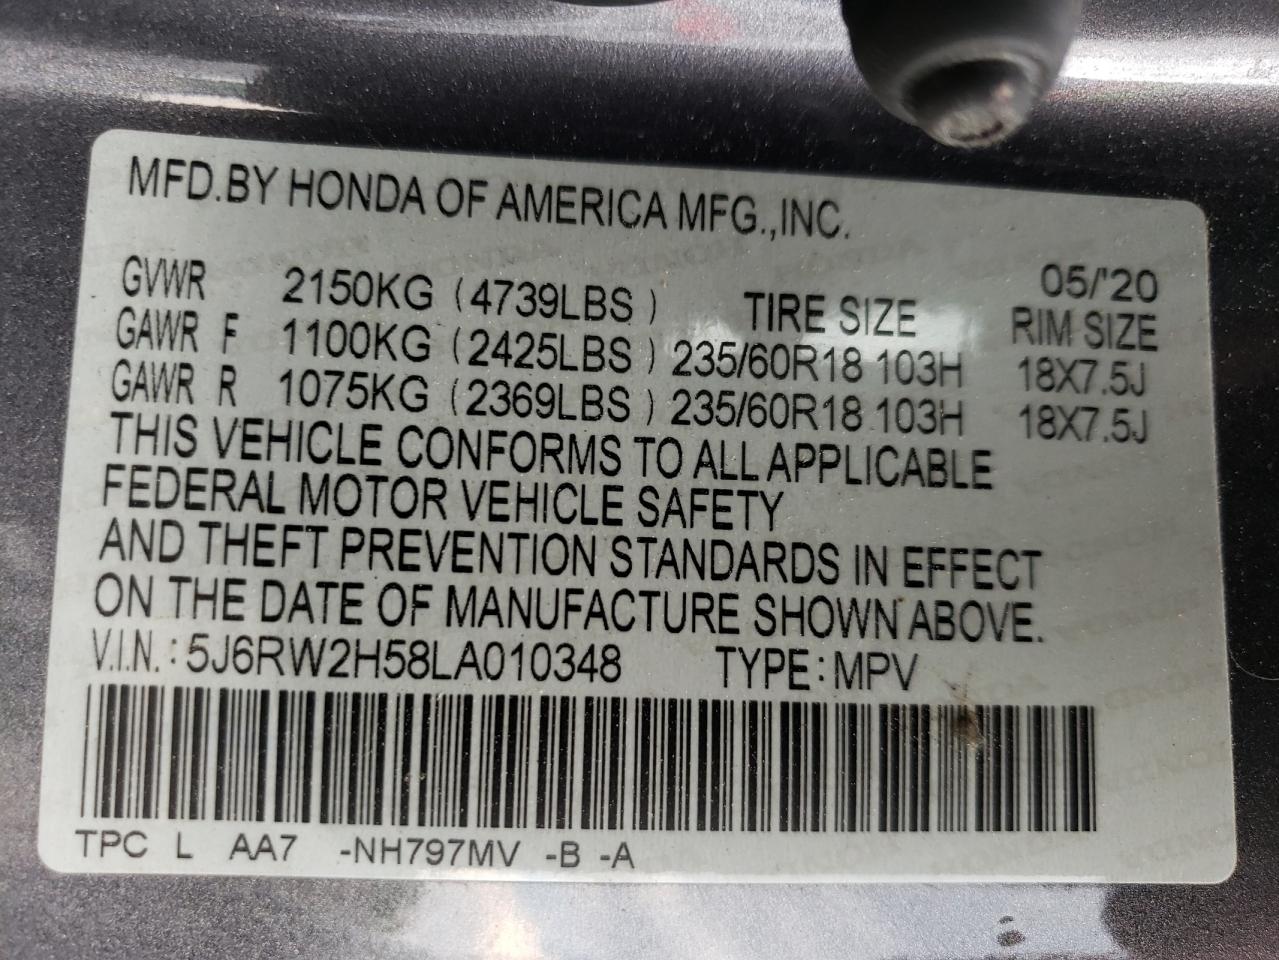 MFD.BY HONDA OF AMERICA MFG.,INC.
05/'20
GVWR 2150KG (4739LBS) TIRE SIZE RIM SIZE
GAWR F 1100KG (2425LBS) 235/60R18 103H 18X7.5J
GAWR R 1075KG (2369LBS) 235/60R18 103H 18X7.5J
THIS VEHICLE CONFORMS TO ALL APPLICABLE
FEDERAL MOTOR VEHICLE SAFETY
AND THEFT PREVENTION STANDARDS IN EFFECT
ON THE DATE OF MANUFACTURE SHOWN ABOVE.
V.I.N.: 5J6RW2H58LA010348 TYPE: MPV
TPC L AA7 -NH797MV -B -A